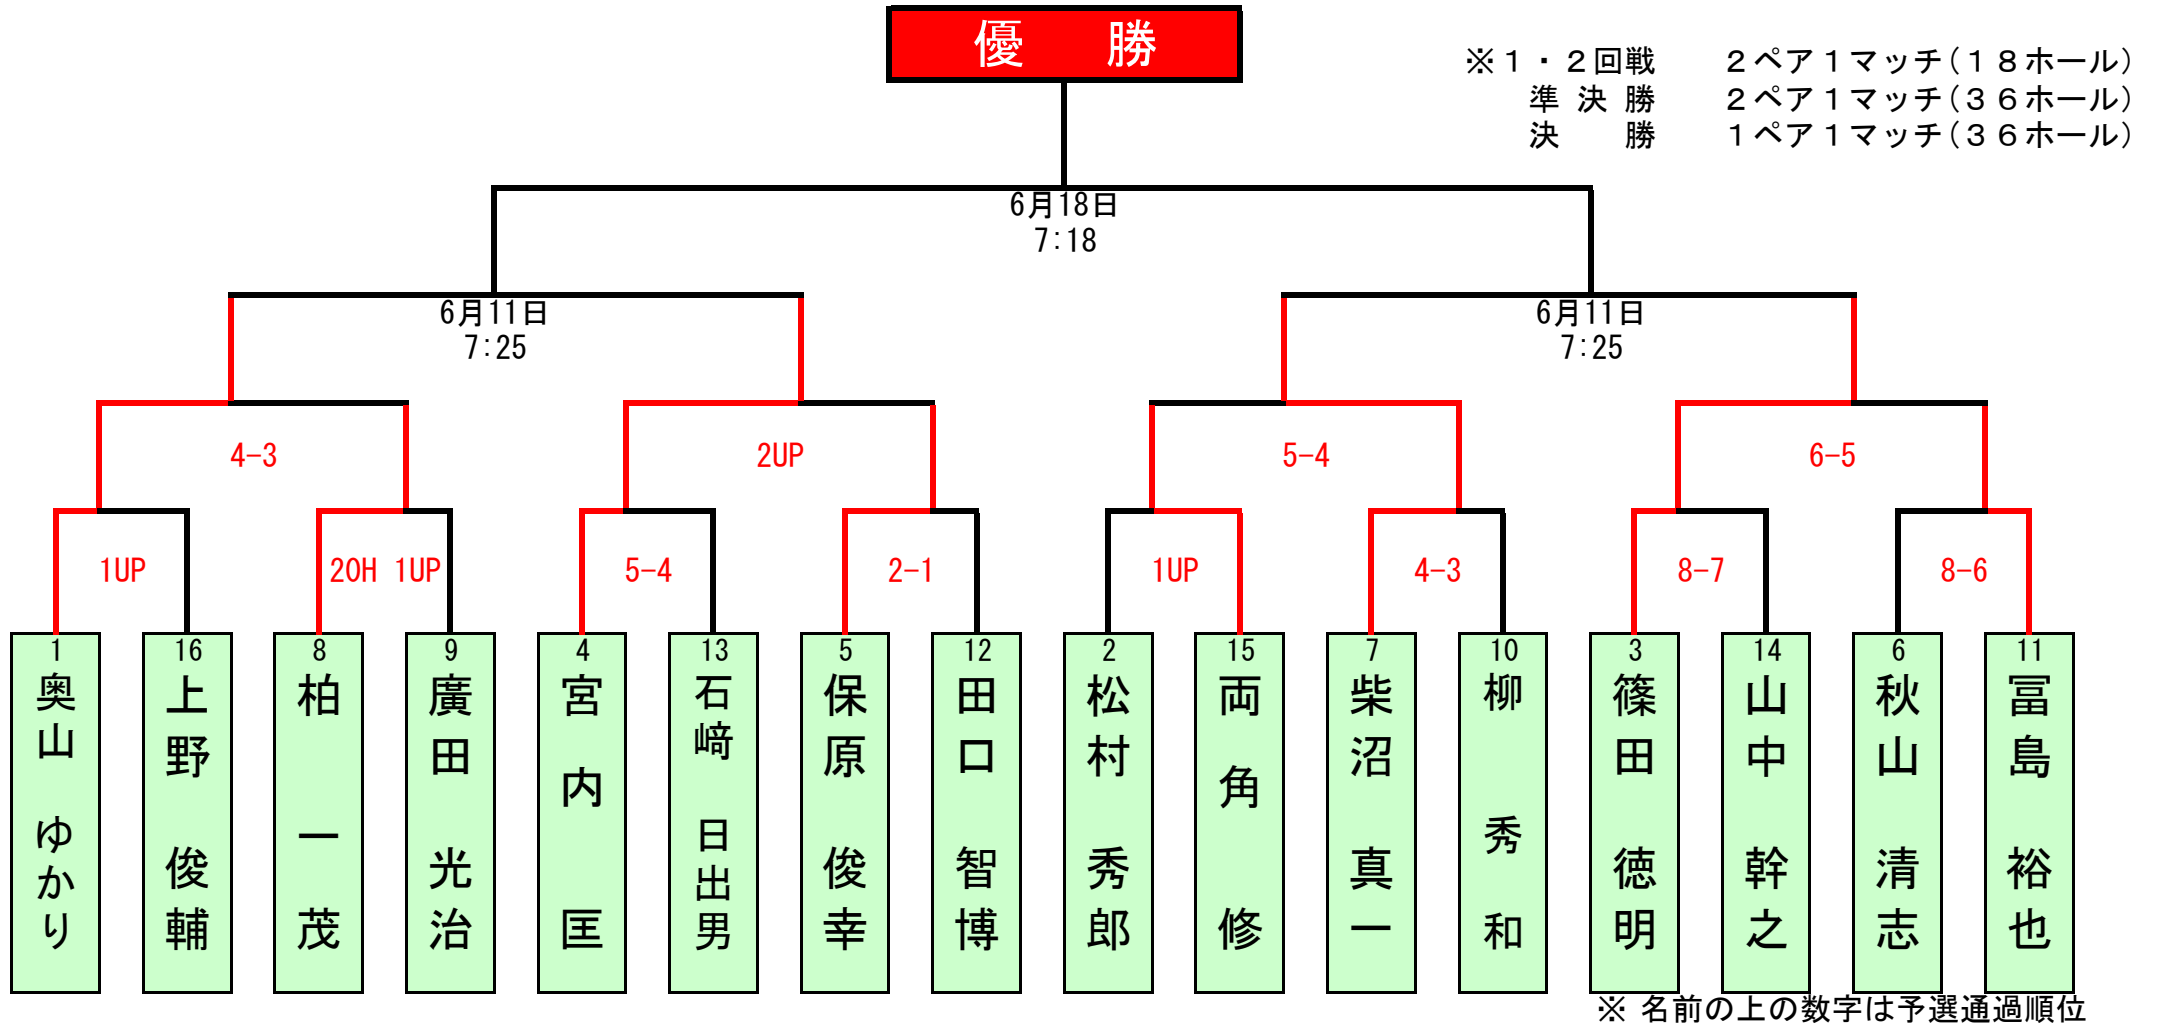 優　勝
※１・２回戦　２ペア１マッチ(１８ホール)
準 決 勝　２ペア１マッチ(３６ホール)
決　　勝　１ペア１マッチ(３６ホール)
6月18日
7:18
6月11日
7:25
6月11日
7:25
4-3
2UP
5-4
6-5
1UP
20H 1UP
5-4
2-1
1UP
4-3
8-7
8-6
1
奥山 ゆかり
16
上野 俊輔
8
柏 一茂
9
廣田 光治
4
宮内 匡
13
石﨑 日出男
5
保原 俊幸
12
田口 智博
2
松村 秀郎
15
両角 修
7
柴沼 真一
10
柳 秀和
3
篠田 徳明
14
山中 幹之
6
秋山 清志
11
冨島 裕也
※ 名前の上の数字は予選通過順位